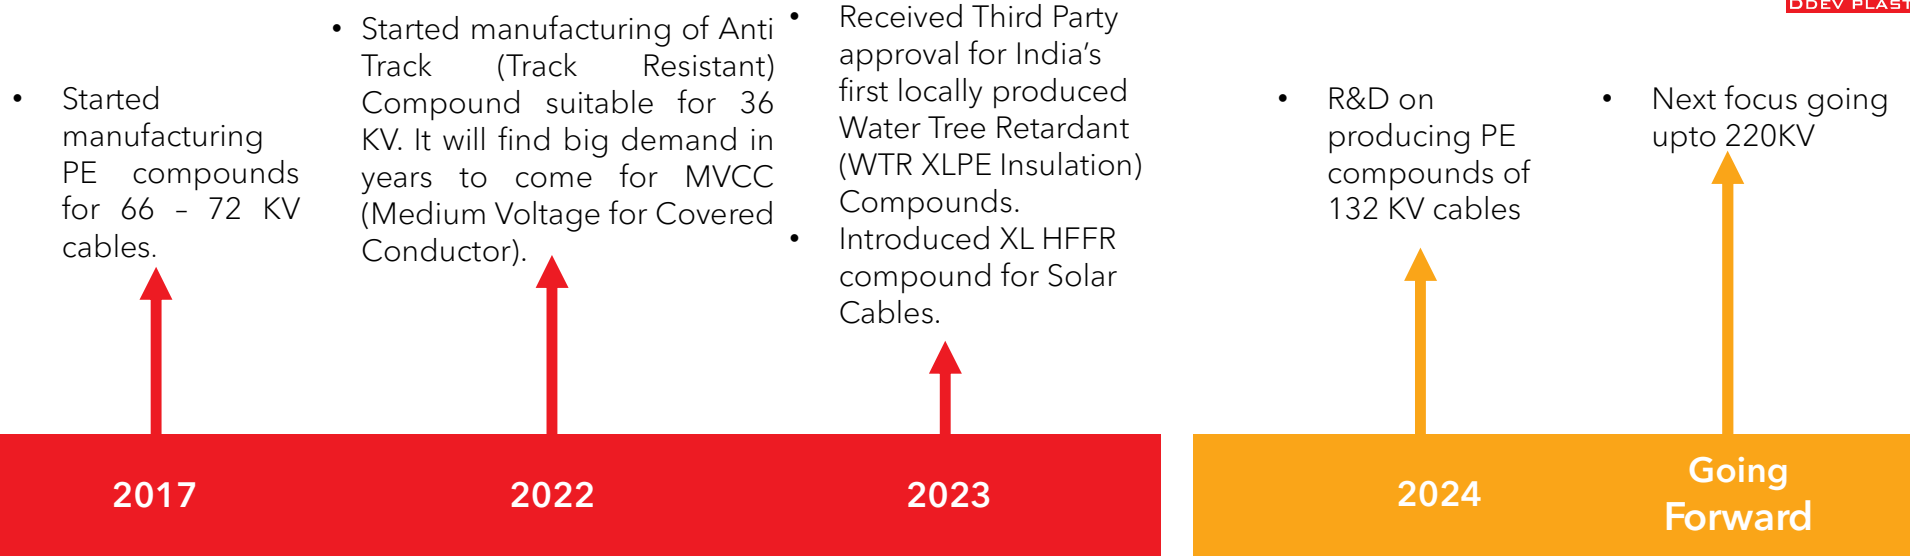 DDEV PLAST
• Started
manufacturing
PE compounds
for 66 – 72 KV
cables.
• Started manufacturing of Anti
Track (Track Resistant)
Compound suitable for 36
KV. It will find big demand in
years to come for MVCC
(Medium Voltage for Covered
Conductor).
• Received Third Party
approval for India’s
first locally produced
Water Tree Retardant
(WTR XLPE Insulation)
Compounds.
• Introduced XL HFFR
compound for Solar
Cables.
• R&D on
producing PE
compounds of
132 KV cables
• Next focus going
upto 220KV
2017
2022
2023
2024
Going
Forward